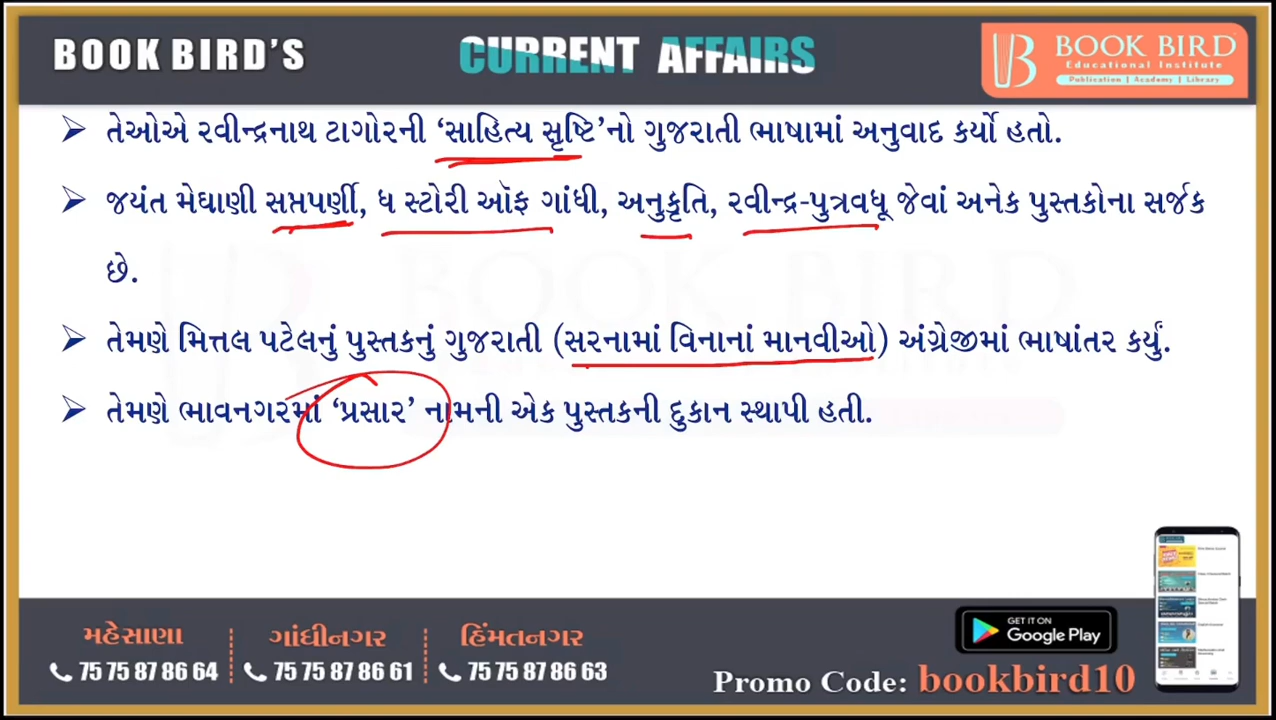 BOOK BIRD'S
CURRENT AFFAIRS
BOOK BIRD
Educational Institute
Publication | Academy | Library
➢ તેઓએ રવીન્દ્રનાથ ટાગોરની ‘સાહિત્ય સૃષ્ટિ’નો ગુજરાતી ભાષામાં અનુવાદ કર્યો હતો.
➢ જયંત મેઘાણી સપ્તપર્ણી, ધ સ્ટોરી ઑફ ગાંધી, અનુકૃતિ, રવીન્દ્ર-પુત્રવધૂ જેવાં અનેક પુસ્તકોના સર્જક
છે.
➢ તેમણે મિત્તલ પટેલનું પુસ્તકનું ગુજરાતી (સરનામાં વિનાનાં માનવીઓ) અંગ્રેજીમાં ભાષાંતર કર્યું.
➢ તેમણે ભાવનગરમાં ‘પ્રસાર’ નામની એક પુસ્તકની દુકાન સ્થાપી હતી.
મહેસાણા
75 75 87 86 64
ગાંધીનગર
75 75 87 86 61
હિંમતનગર
75 75 87 86 63
GET IT ON
Google Play
Promo Code: bookbird10